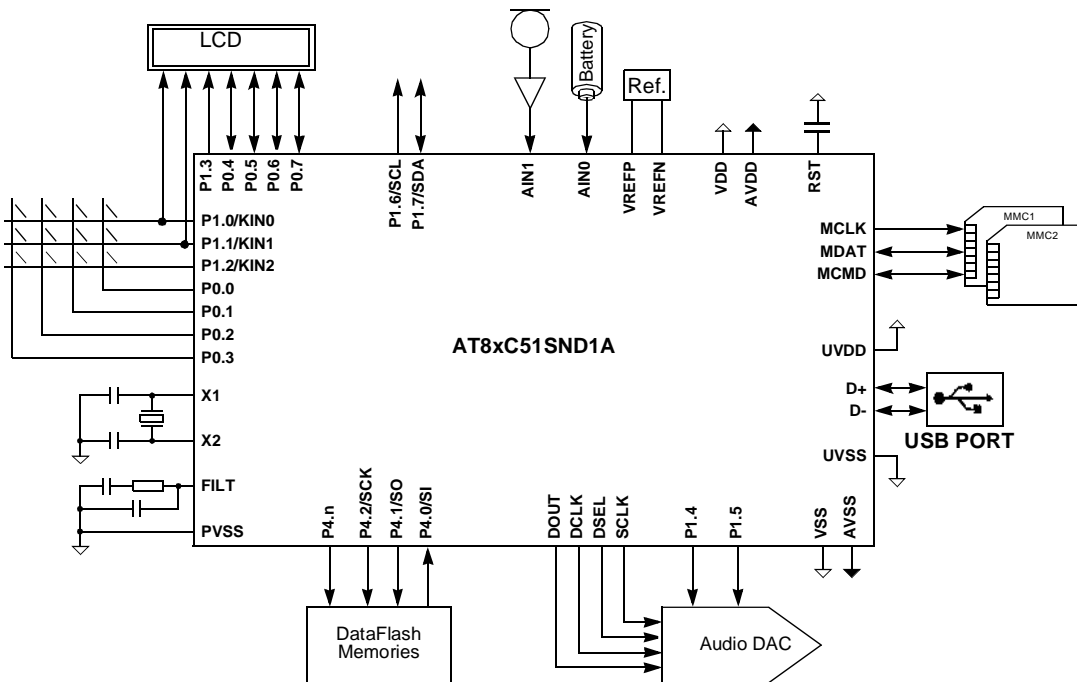 LCD
Battery
Ref.
P1.3
P0.4
P0.5
P0.6
P0.7
P1.6/SCL
P1.7/SDA
AIN1
AIN0
VREFP
VREFN
VDD
AVDD
RST
P1.0/KIN0
P1.1/KIN1
P1.2/KIN2
P0.0
P0.1
P0.2
P0.3
X1
X2
FILT
PVSS
AT8xC51SND1A
MCLK
MDAT
MCMD
MMC1
MMC2
UVDD
D+
D-
USB PORT
UVSS
P4.n
P4.2/SCK
P4.1/SO
P4.0/SI
DOUT
DCLK
DSEL
SCLK
P1.4
P1.5
VSS
AVSS
DataFlash
Memories
Audio DAC